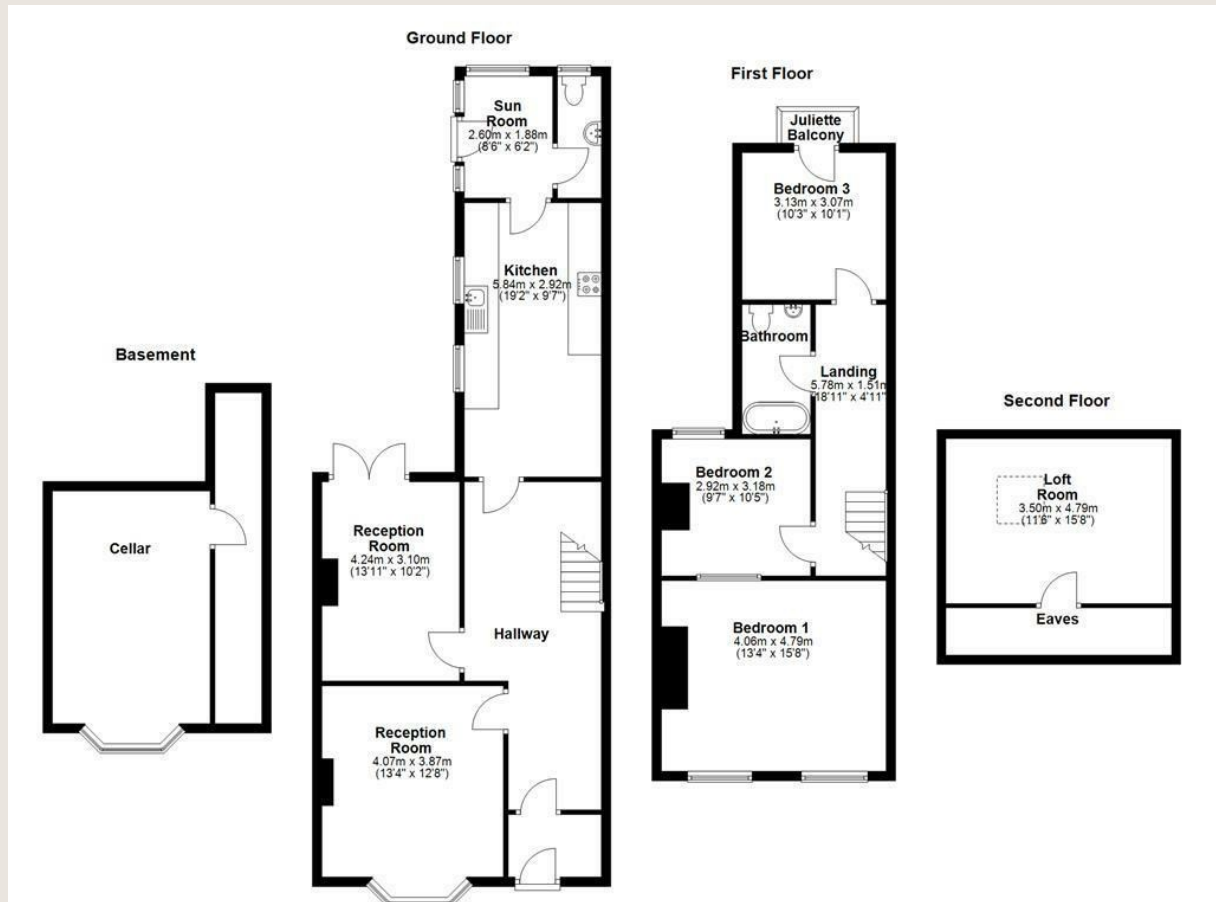 Ground Floor
Sun
Room
2.60m x 1.88m
(8'6" x 6'2")
Kitchen
5.84m x 2.92m
(19'2" x 9'7")
Reception
Room
4.24m x 3.10m
(13'11" x 10'2")
Hallway
Reception
Room
4.07m x 3.87m
(13'4" x 12'8")
First Floor
Juliette
Balcony
Bedroom 3
3.13m x 3.07m
(10'3" x 10'1")
Bathroom
Landing
5.78m x 1.51m
(18'11" x 4'11")
Bedroom 2
2.92m x 3.18m
(9'7" x 10'5")
Bedroom 1
4.06m x 4.79m
(13'4" x 15'8")
Basement
Cellar
Second Floor
Loft
Room
3.50m x 4.79m
(11'6" x 15'8")
Eaves